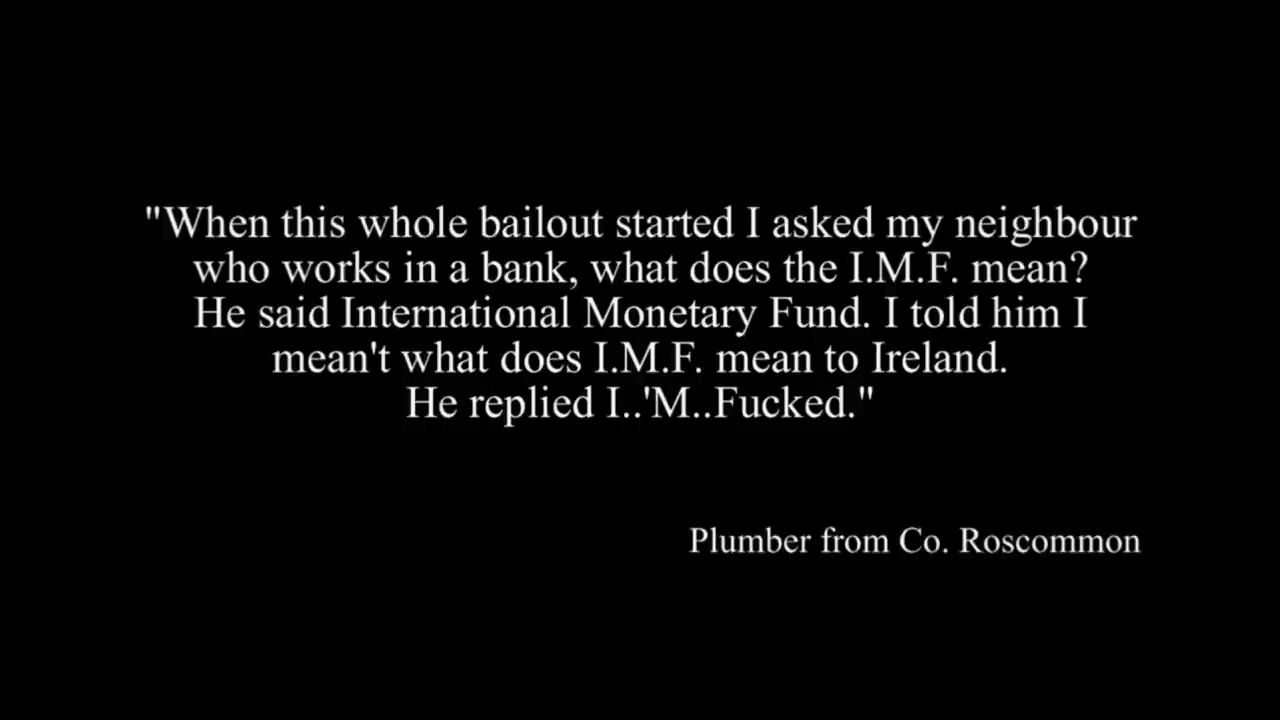 "When this whole bailout started I asked my neighbour
who works in a bank, what does the I.M.F. mean?
He said International Monetary Fund. I told him I
mean't what does I.M.F. mean to Ireland.
He replied I..'M..Fucked."
Plumber from Co. Roscommon